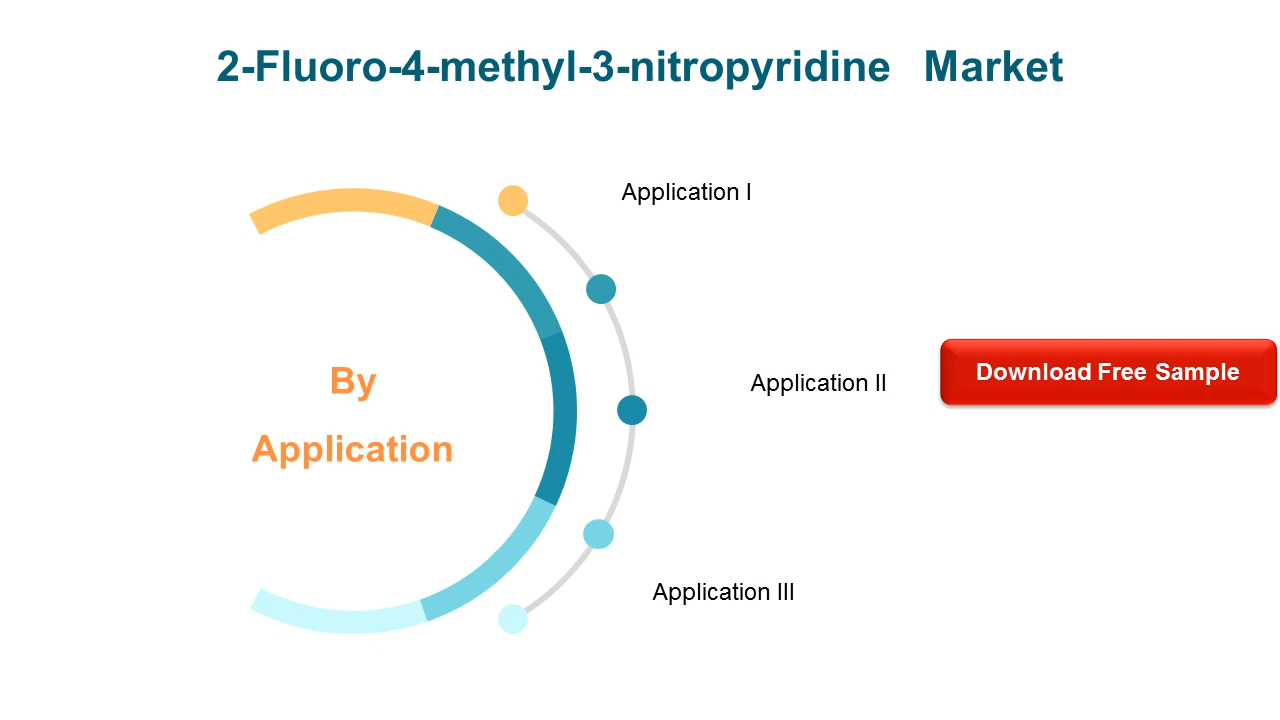 2-Fluoro-4-methyl-3-nitropyridine Market
Application I
By
Application
Application II
Download Free Sample
Application III